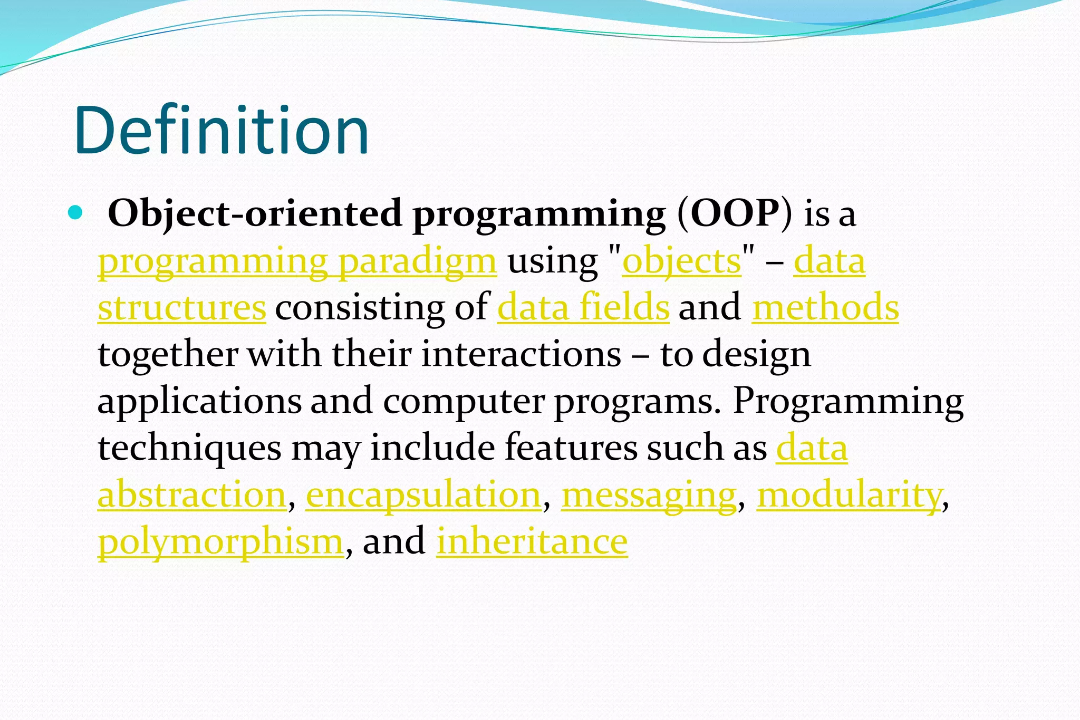 Definition
• Object-oriented programming (OOP) is a
programming paradigm using "objects" – data
structures consisting of data fields and methods
together with their interactions – to design
applications and computer programs. Programming
techniques may include features such as data
abstraction, encapsulation, messaging, modularity,
polymorphism, and inheritance